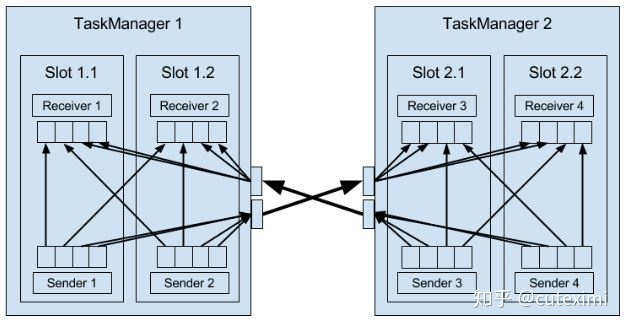 TaskManager 1
TaskManager 2
Slot 1.1
Slot 1.2
Slot 2.1
Slot 2.2
Receiver 1
Receiver 2
Receiver 3
Receiver 4
Sender 1
Sender 2
Sender 3
Sender 4
知乎 @cuteximi